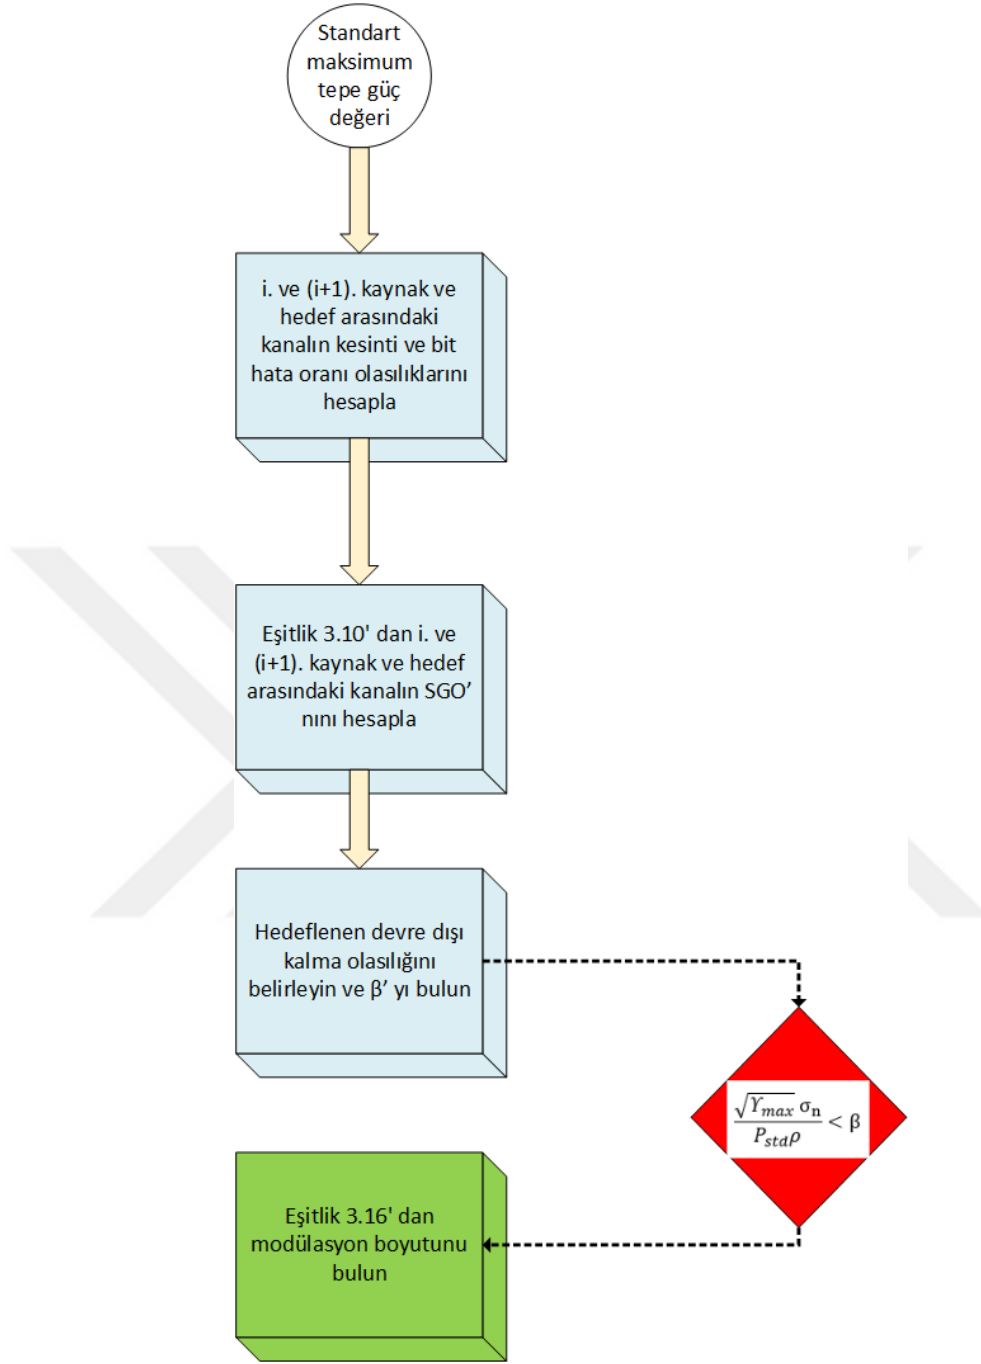 Standart
maksimum
tepe güç
değeri
i. ve (i+1). kaynak ve
hedef arasındaki
kanalın kesinti ve bit
hata oranı olasılıklarını
hesapla
Eşitlik 3.10' dan i. ve
(i+1). kaynak ve hedef
arasındaki kanalın SGO’
nını hesapla
Hedeflenen devre dışı
kalma olasılığını
belirleyin ve β’ yı bulun
√Υmax σn / Pstdρ < β
Eşitlik 3.16' dan
modülasyon boyutunu
bulun